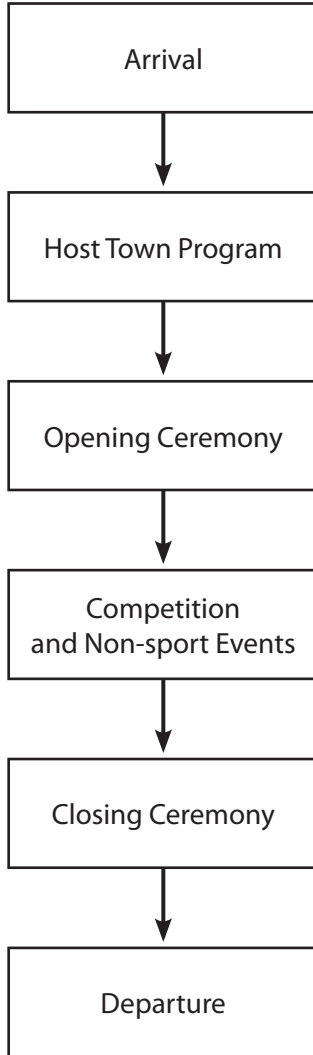 Arrival
Host Town Program
Opening Ceremony
Competition
and Non-sport Events
Closing Ceremony
Departure